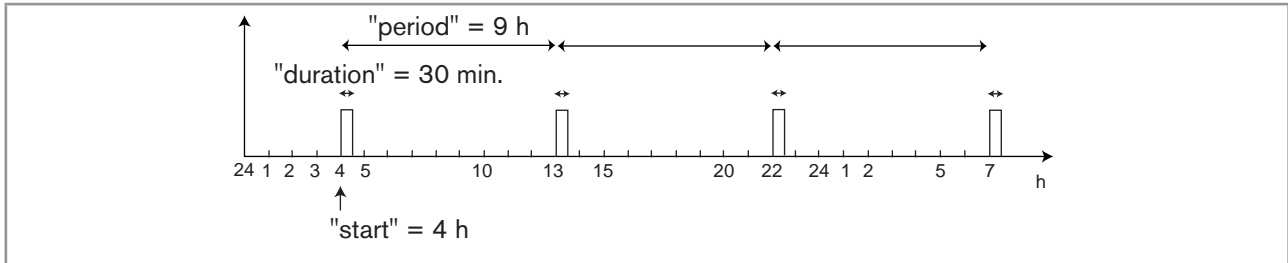 "period" = 9 h
"duration" = 30 min.
24 1 2 3 4 5 10 13 15 20 22 24 1 2 5 7
h
"start" = 4 h